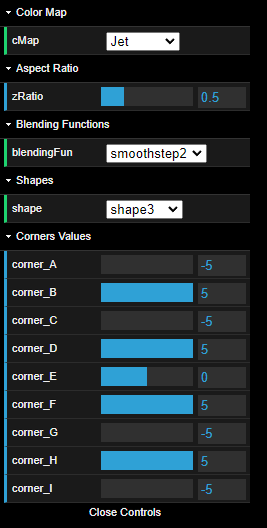 Color Map
cMap Jet
Aspect Ratio
zRatio 0.5
Blending Functions
blendingFun smoothstep2
Shapes
shape shape3
Corners Values
corner_A -5
corner_B 5
corner_C -5
corner_D 5
corner_E 0
corner_F 5
corner_G -5
corner_H 5
corner_I -5
Close Controls